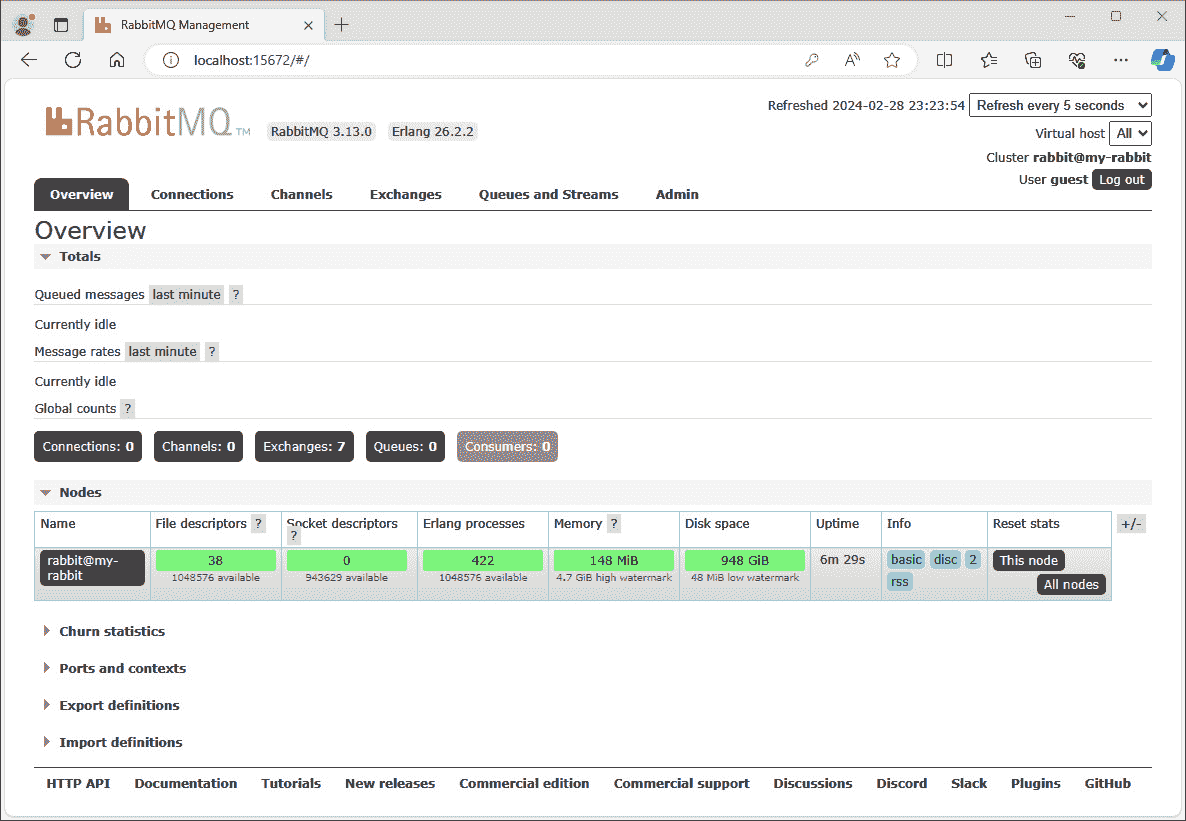 RabbitMQ Management
localhost:15672/#/
Refreshed 2024-02-28 23:23:54 Refresh every 5 seconds
RabbitMQ TM RabbitMQ 3.13.0 Erlang 26.2.2
Virtual host All
Cluster rabbit@my-rabbit
User guest Log out
Overview Connections Channels Exchanges Queues and Streams Admin
Overview
Totals
Queued messages last minute ?
Currently idle
Message rates last minute ?
Currently idle
Global counts ?
Connections: 0 Channels: 0 Exchanges: 7 Queues: 0 Consumers: 0
Nodes
Name File descriptors ? Socket descriptors ? Erlang processes Memory ? Disk space Uptime Info Reset stats +/-
rabbit@my-rabbit 38 0 422 148 MiB 948 GiB 6m 29s basic disc 2 This node
1048576 available 943629 available 1048576 available 4.7 GiB high watermark 48 MiB low watermark rss All nodes
Churn statistics
Ports and contexts
Export definitions
Import definitions
HTTP API Documentation Tutorials New releases Commercial edition Commercial support Discussions Discord Slack Plugins GitHub